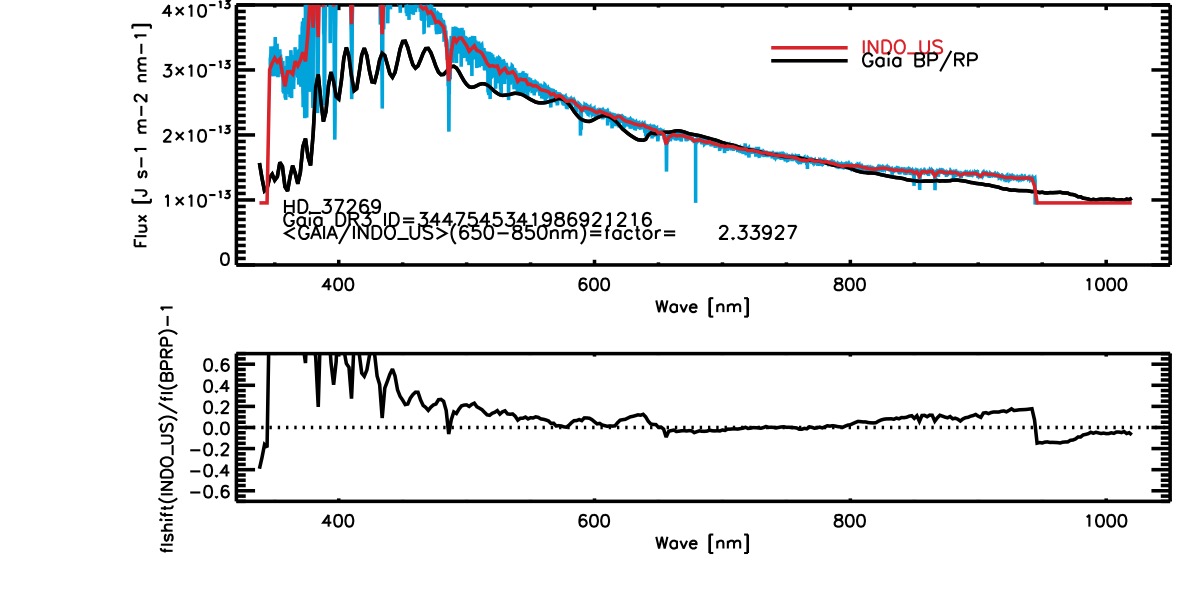 4×10−13
3×10−13
2×10−13
1×10−13
0
Flux [J s−1 m−2 nm−1]
INDO_US
Gaia BP/RP
HD_37269
Gaia DR3 ID=3447545341986921216
<GAIA/INDO_US>(650−850nm)=factor= 2.33927
400 600 800 1000
Wave [nm]
flshift(INDO_US)/fl(BPRP)−1
0.6
0.4
0.2
0.0
−0.2
−0.4
−0.6
400 600 800 1000
Wave [nm]